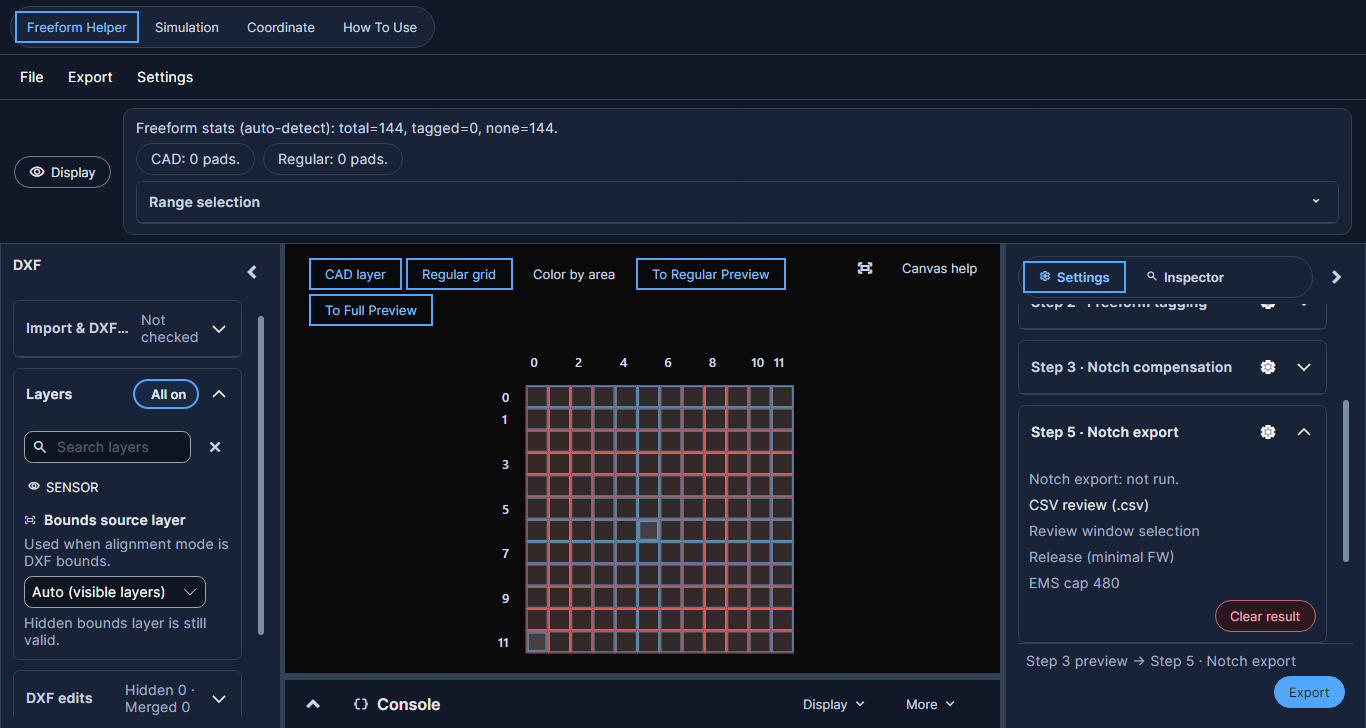 Freeform Helper
Simulation
Coordinate
How To Use
File
Export
Settings
Display
Freeform stats (auto-detect): total=144, tagged=0, none=144.
CAD: 0 pads.
Regular: 0 pads.
Range selection
DXF
Import & DXF...
Not
checked
Layers
All on
Search layers
SENSOR
Bounds source layer
Used when alignment mode is
DXF bounds.
Auto (visible layers)
Hidden bounds layer is still
valid.
DXF edits
Hidden 0 ·
Merged 0
CAD layer
Regular grid
Color by area
To Regular Preview
To Full Preview
Canvas help
0 2 4 6 8 10 11
0
1
3
5
7
9
11
Console
Display
More
Settings
Inspector
Step 2 · Freeform tagging
Step 3 · Notch compensation
Step 5 · Notch export
Notch export: not run.
CSV review (.csv)
Review window selection
Release (minimal FW)
EMS cap 480
Clear result
Step 3 preview → Step 5 · Notch export
Export